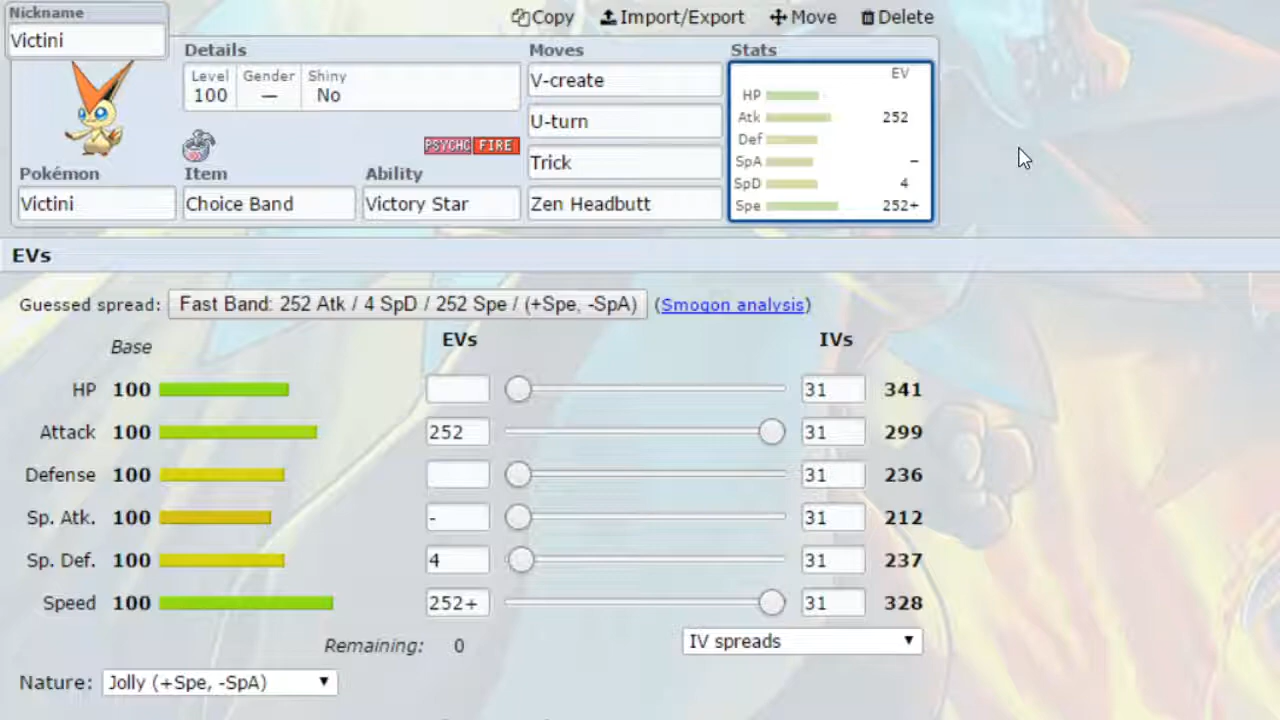 Nickname
Victini
Copy Import/Export Move Delete
Details
Level Gender Shiny
100 — No
PSYCHC FIRE
Pokémon
Victini
Item
Choice Band
Ability
Victory Star
Moves
V-create
U-turn
Trick
Zen Headbutt
Stats
EV
HP
Atk 252
Def
SpA –
SpD 4
Spe 252+
EVs
Guessed spread: Fast Band: 252 Atk / 4 SpD / 252 Spe / (+Spe, -SpA) (Smogon analysis)
Base EVs IVs
HP 100 31 341
Attack 100 252 31 299
Defense 100 31 236
Sp. Atk. 100 - 31 212
Sp. Def. 100 4 31 237
Speed 100 252+ 31 328
Remaining: 0 IV spreads
Nature: Jolly (+Spe, -SpA)